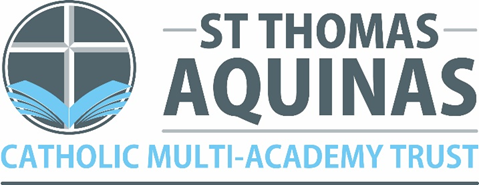 ST THOMAS
AQUINAS
CATHOLIC MULTI-ACADEMY TRUST